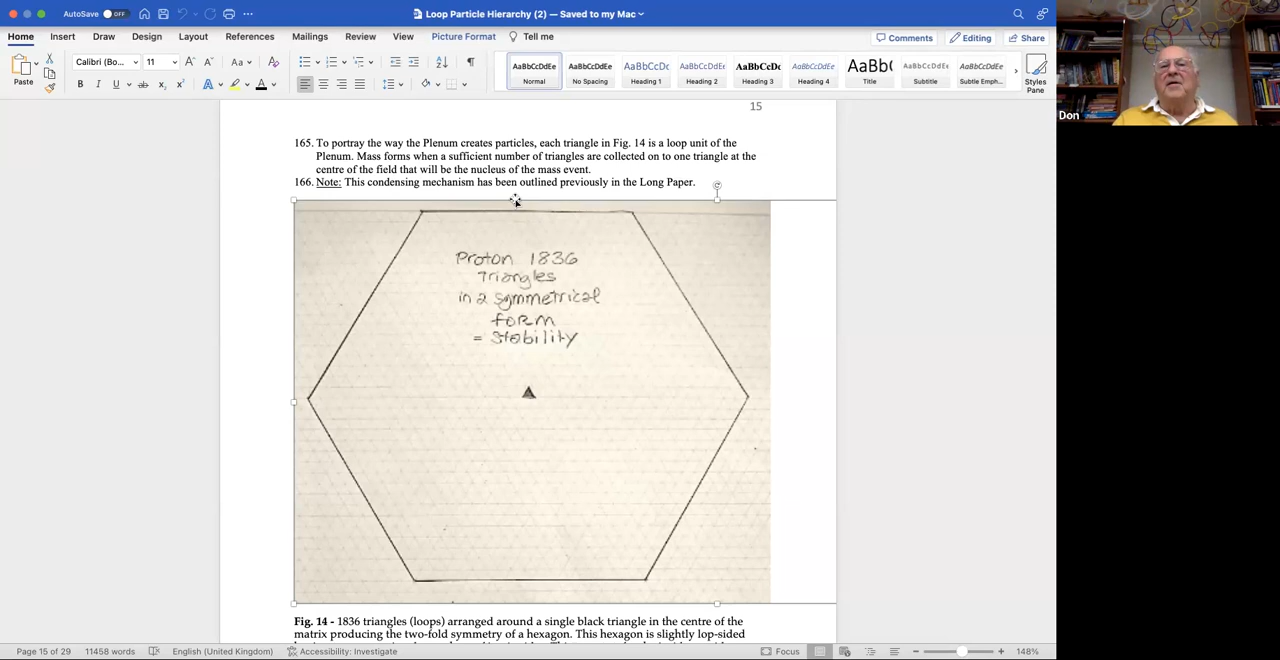 AutoSave OFF
Loop Particle Hierarchy (2) — Saved to my Mac
Home Insert Draw Design Layout References Mailings Review View Picture Format Tell me
Comments Editing Share
Paste
Calibri (Bo... 11
AaBbCcDdEe AaBbCcDdEe AaBbCcDc AaBbCcDdEe AaBbCcDd AaBbCcDdEe AaBb( AaBbCcDdEe AaBbCcDdEe
Normal No Spacing Heading 1 Heading 2 Heading 3 Heading 4 Title Subtitle Subtle Emph...
Styles
Pane
Don
15
165. To portray the way the Plenum creates particles, each triangle in Fig. 14 is a loop unit of the
Plenum. Mass forms when a sufficient number of triangles are collected on to one triangle at the
centre of the field that will be the nucleus of the mass event.
166. Note: This condensing mechanism has been outlined previously in the Long Paper.
Proton 1836
Triangles
in a symmetrical
form
= Stability
Fig. 14 - 1836 triangles (loops) arranged around a single black triangle in the centre of the
matrix producing the two-fold symmetry of a hexagon. This hexagon is slightly lop-sided
Page 15 of 29 11458 words English (United Kingdom) Accessibility: Investigate
Focus 148%